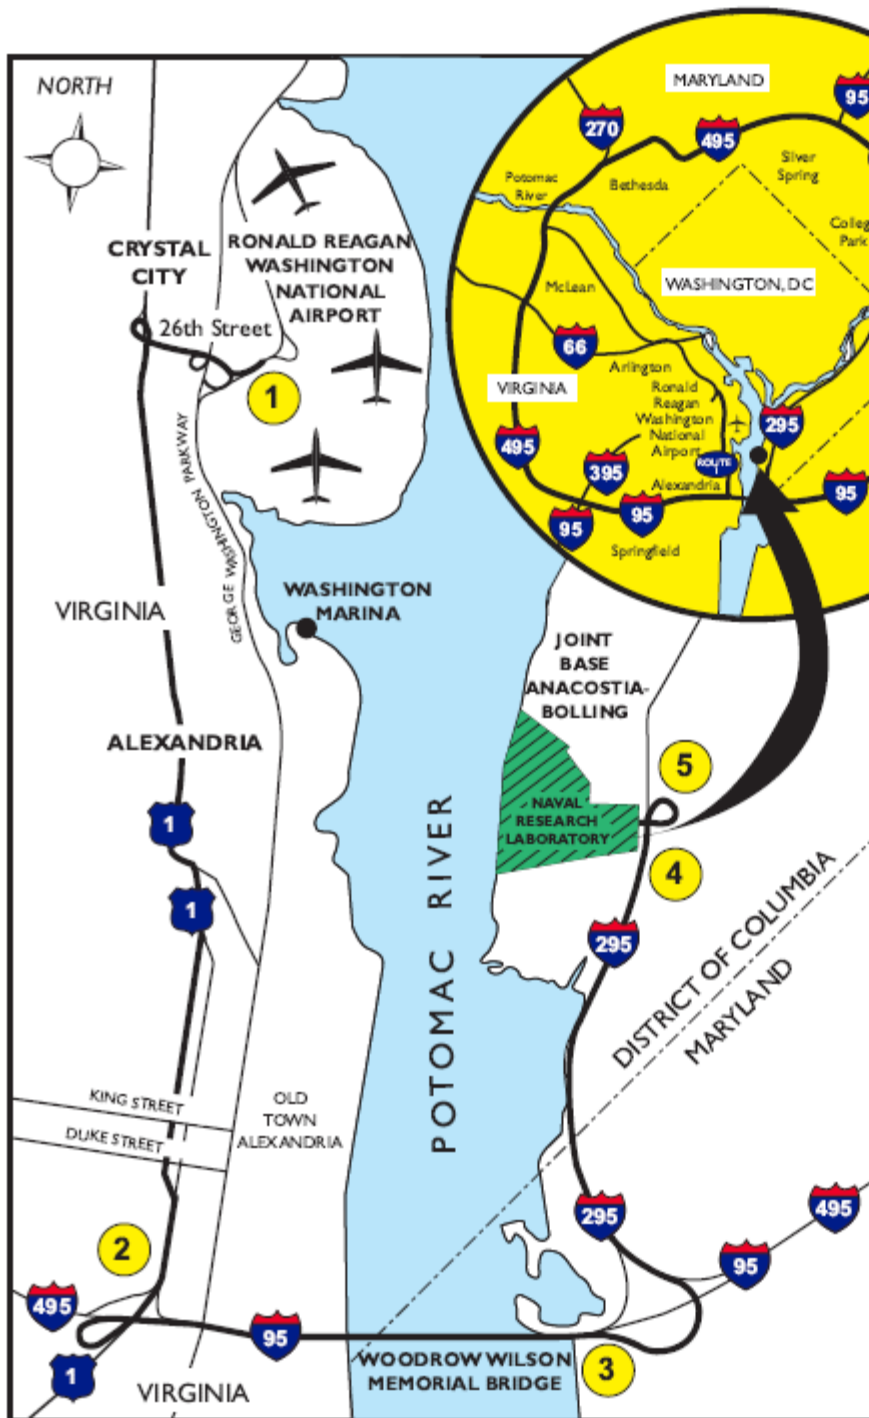 NORTH
CRYSTAL
CITY
RONALD REAGAN
WASHINGTON
NATIONAL
AIRPORT
26th Street
1
GEORGE WASHINGTON PARKWAY
VIRGINIA
WASHINGTON
MARINA
ALEXANDRIA
1
1
POTOMAC RIVER
KING STREET
DUKE STREET
OLD
TOWN
ALEXANDRIA
2
495
1
95
VIRGINIA
WOODROW WILSON
MEMORIAL BRIDGE
3
295
95
495
DISTRICT OF COLUMBIA
MARYLAND
295
4
5
NAVAL
RESEARCH
LABORATORY
JOINT
BASE
ANACOSTIA-
BOLLING
MARYLAND
95
270
495
Silver
Spring
Potomac
River
Bethesda
College
Park
McLean
WASHINGTON, DC
66
Arlington
VIRGINIA
Ronald
Reagan
Washington
National
Airport
295
495
395
ROUTE
1
Alexandria
95
95
95
Springfield